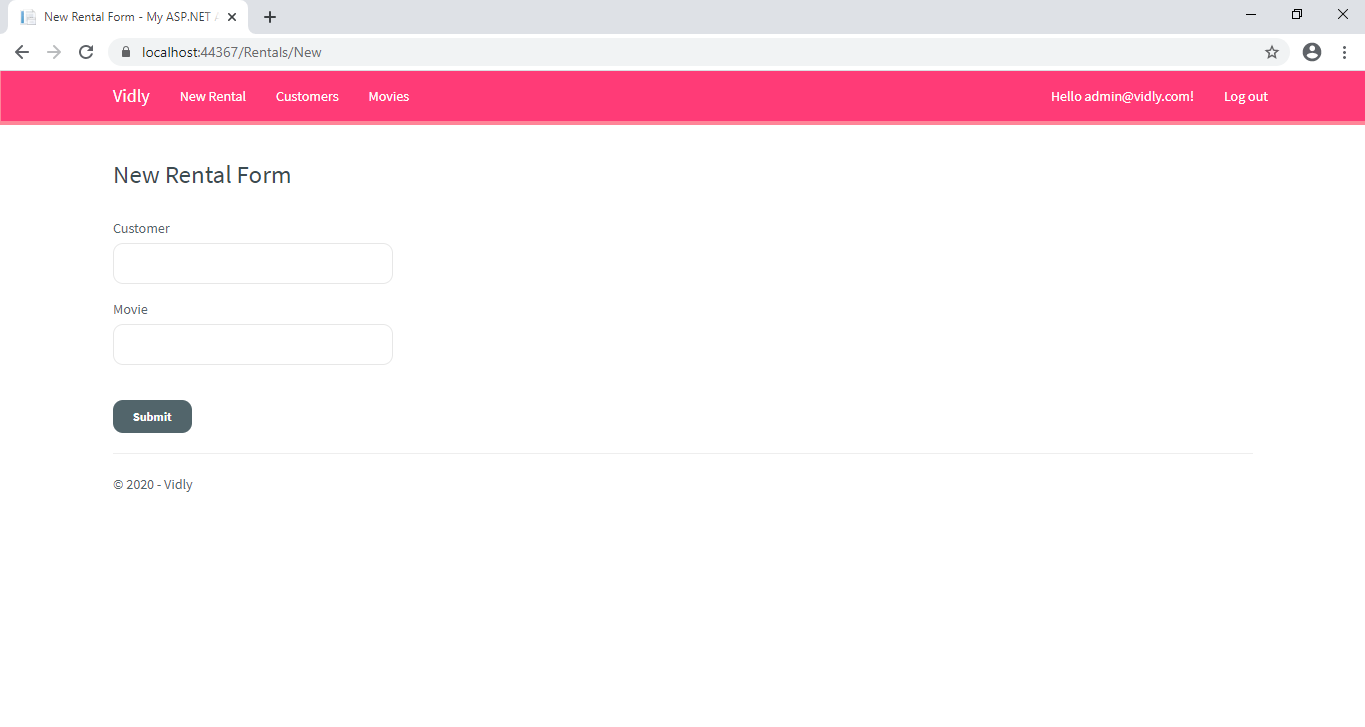 New Rental Form - My ASP.NET
localhost:44367/Rentals/New
Vidly New Rental Customers Movies Hello admin@vidly.com! Log out
New Rental Form
Customer
Movie
Submit
© 2020 - Vidly